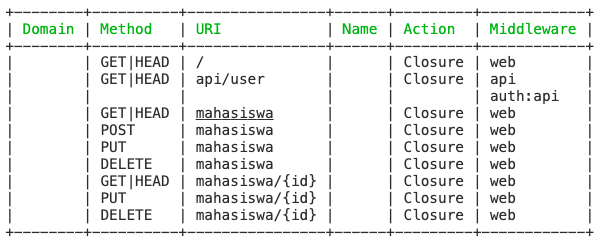 +--------+----------+----------------+------+---------+------------+
| Domain | Method   | URI            | Name | Action  | Middleware |
+--------+----------+----------------+------+---------+------------+
|        | GET|HEAD | /              |      | Closure | web        |
|        | GET|HEAD | api/user       |      | Closure | api        |
|        |          |                |      |         | auth:api   |
|        | GET|HEAD | mahasiswa      |      | Closure | web        |
|        | POST     | mahasiswa      |      | Closure | web        |
|        | PUT      | mahasiswa      |      | Closure | web        |
|        | DELETE   | mahasiswa      |      | Closure | web        |
|        | GET|HEAD | mahasiswa/{id} |      | Closure | web        |
|        | PUT      | mahasiswa/{id} |      | Closure | web        |
|        | DELETE   | mahasiswa/{id} |      | Closure | web        |
+--------+----------+----------------+------+---------+------------+